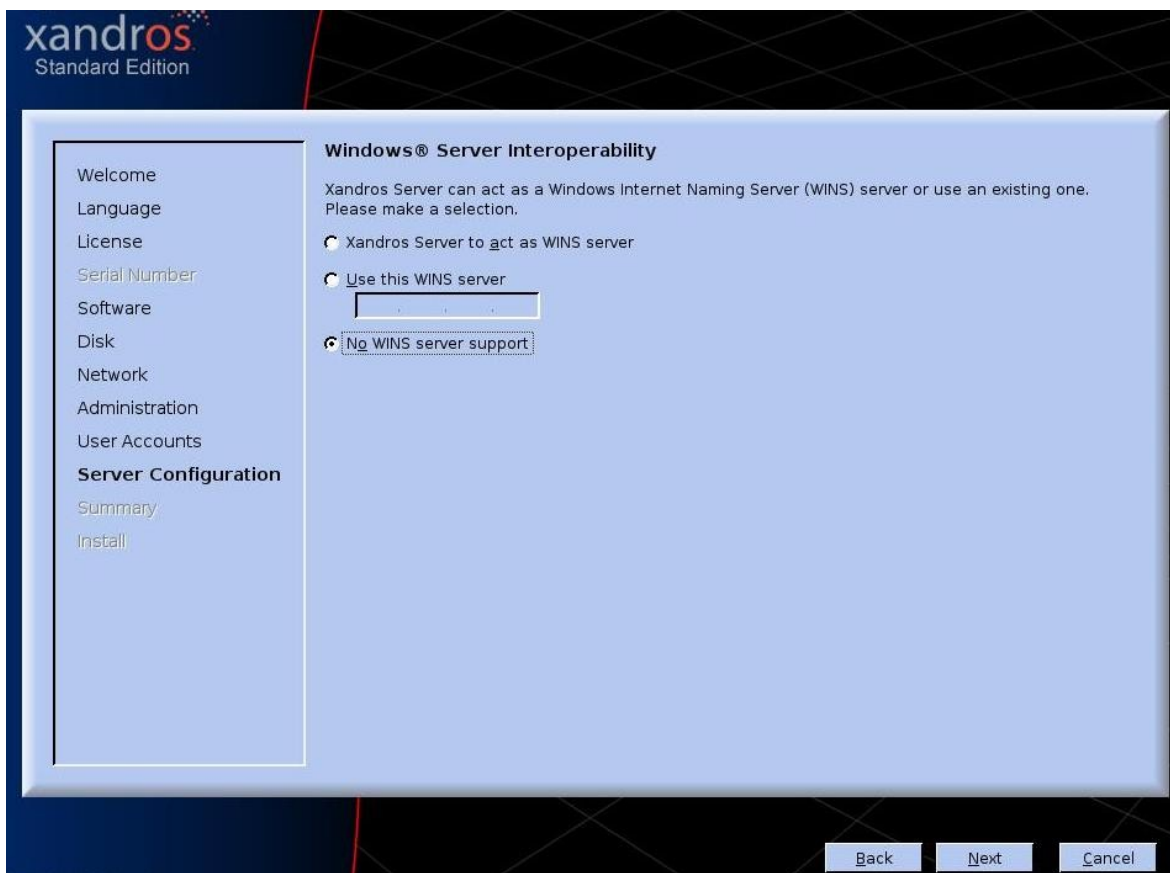 xandros
Standard Edition
Welcome
Language
License
Serial Number
Software
Disk
Network
Administration
User Accounts
Server Configuration
Summary
Install
Windows® Server Interoperability
Xandros Server can act as a Windows Internet Naming Server (WINS) server or use an existing one.
Please make a selection.
Xandros Server to act as WINS server
Use this WINS server
. . .
No WINS server support
Back Next Cancel